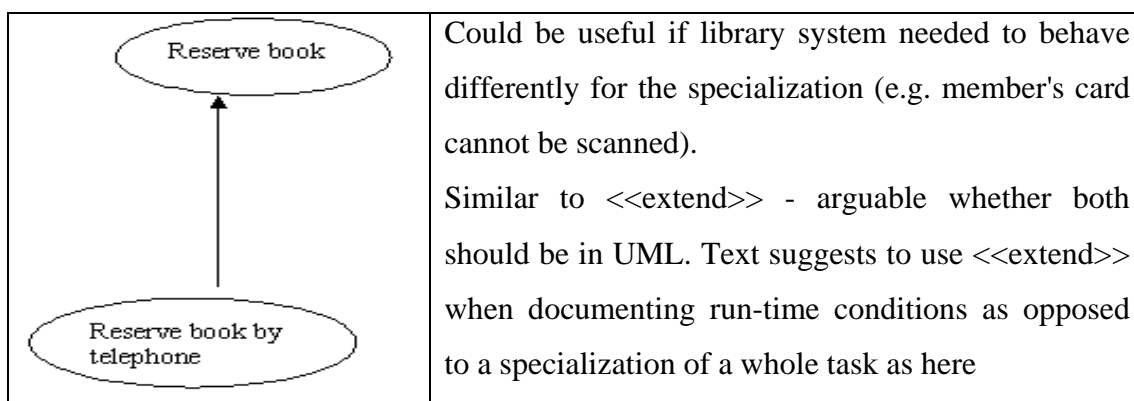 Reserve book
Reserve book by
telephone
Could be useful if library system needed to behave
differently for the specialization (e.g. member's card
cannot be scanned).
Similar to <<extend>> - arguable whether both
should be in UML. Text suggests to use <<extend>>
when documenting run-time conditions as opposed
to a specialization of a whole task as here